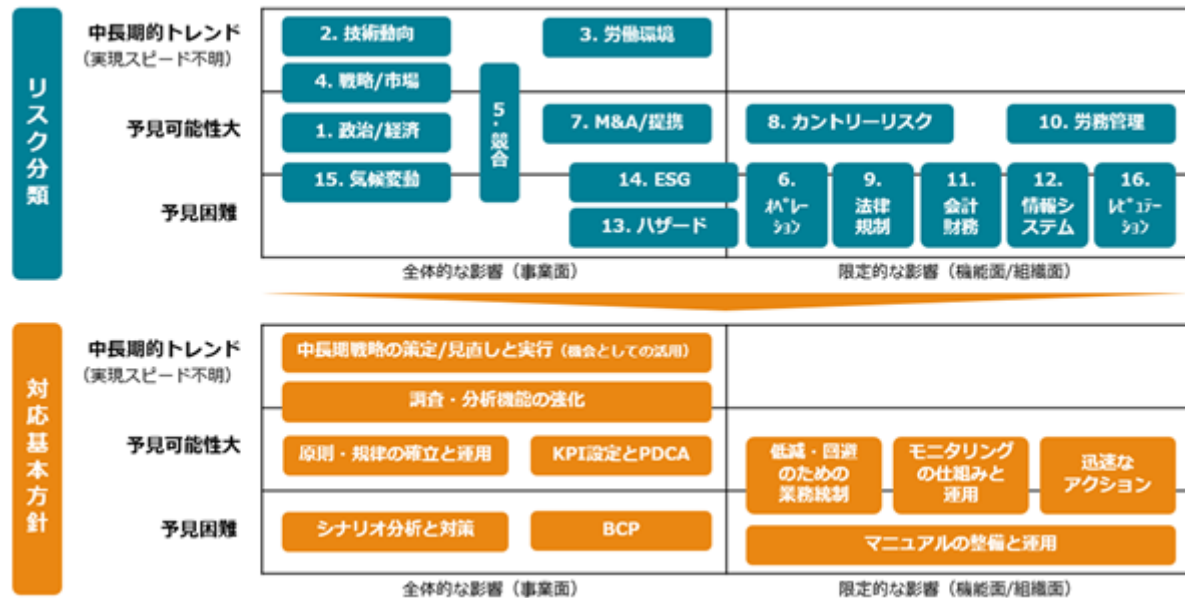 リスク分類
中長期的トレンド
（実現スピード不明）
予見可能性大
予見困難
2. 技術動向
3. 労働環境
4. 戦略/市場
5.競合
1. 政治/経済
7. M&A/提携
8. カントリーリスク
10. 労務管理
15. 気候変動
14. ESG
13. ハザード
6.
ｵﾍﾟﾚｰ
ｼｮﾝ
9.
法律
規制
11.
会計
財務
12.
情報シ
ステム
16.
ﾚﾋﾟｭﾃｰ
ｼｮﾝ
全体的な影響（事業面）
限定的な影響（機能面/組織面）
対応基本方針
中長期的トレンド
（実現スピード不明）
予見可能性大
予見困難
中長期戦略の策定/見直しと実行（機会としての活用）
調査・分析機能の強化
原則・規律の確立と運用
KPI設定とPDCA
低減・回避
のための
業務統制
モニタリング
の仕組みと
運用
迅速な
アクション
シナリオ分析と対策
BCP
マニュアルの整備と運用
全体的な影響（事業面）
限定的な影響（機能面/組織面）